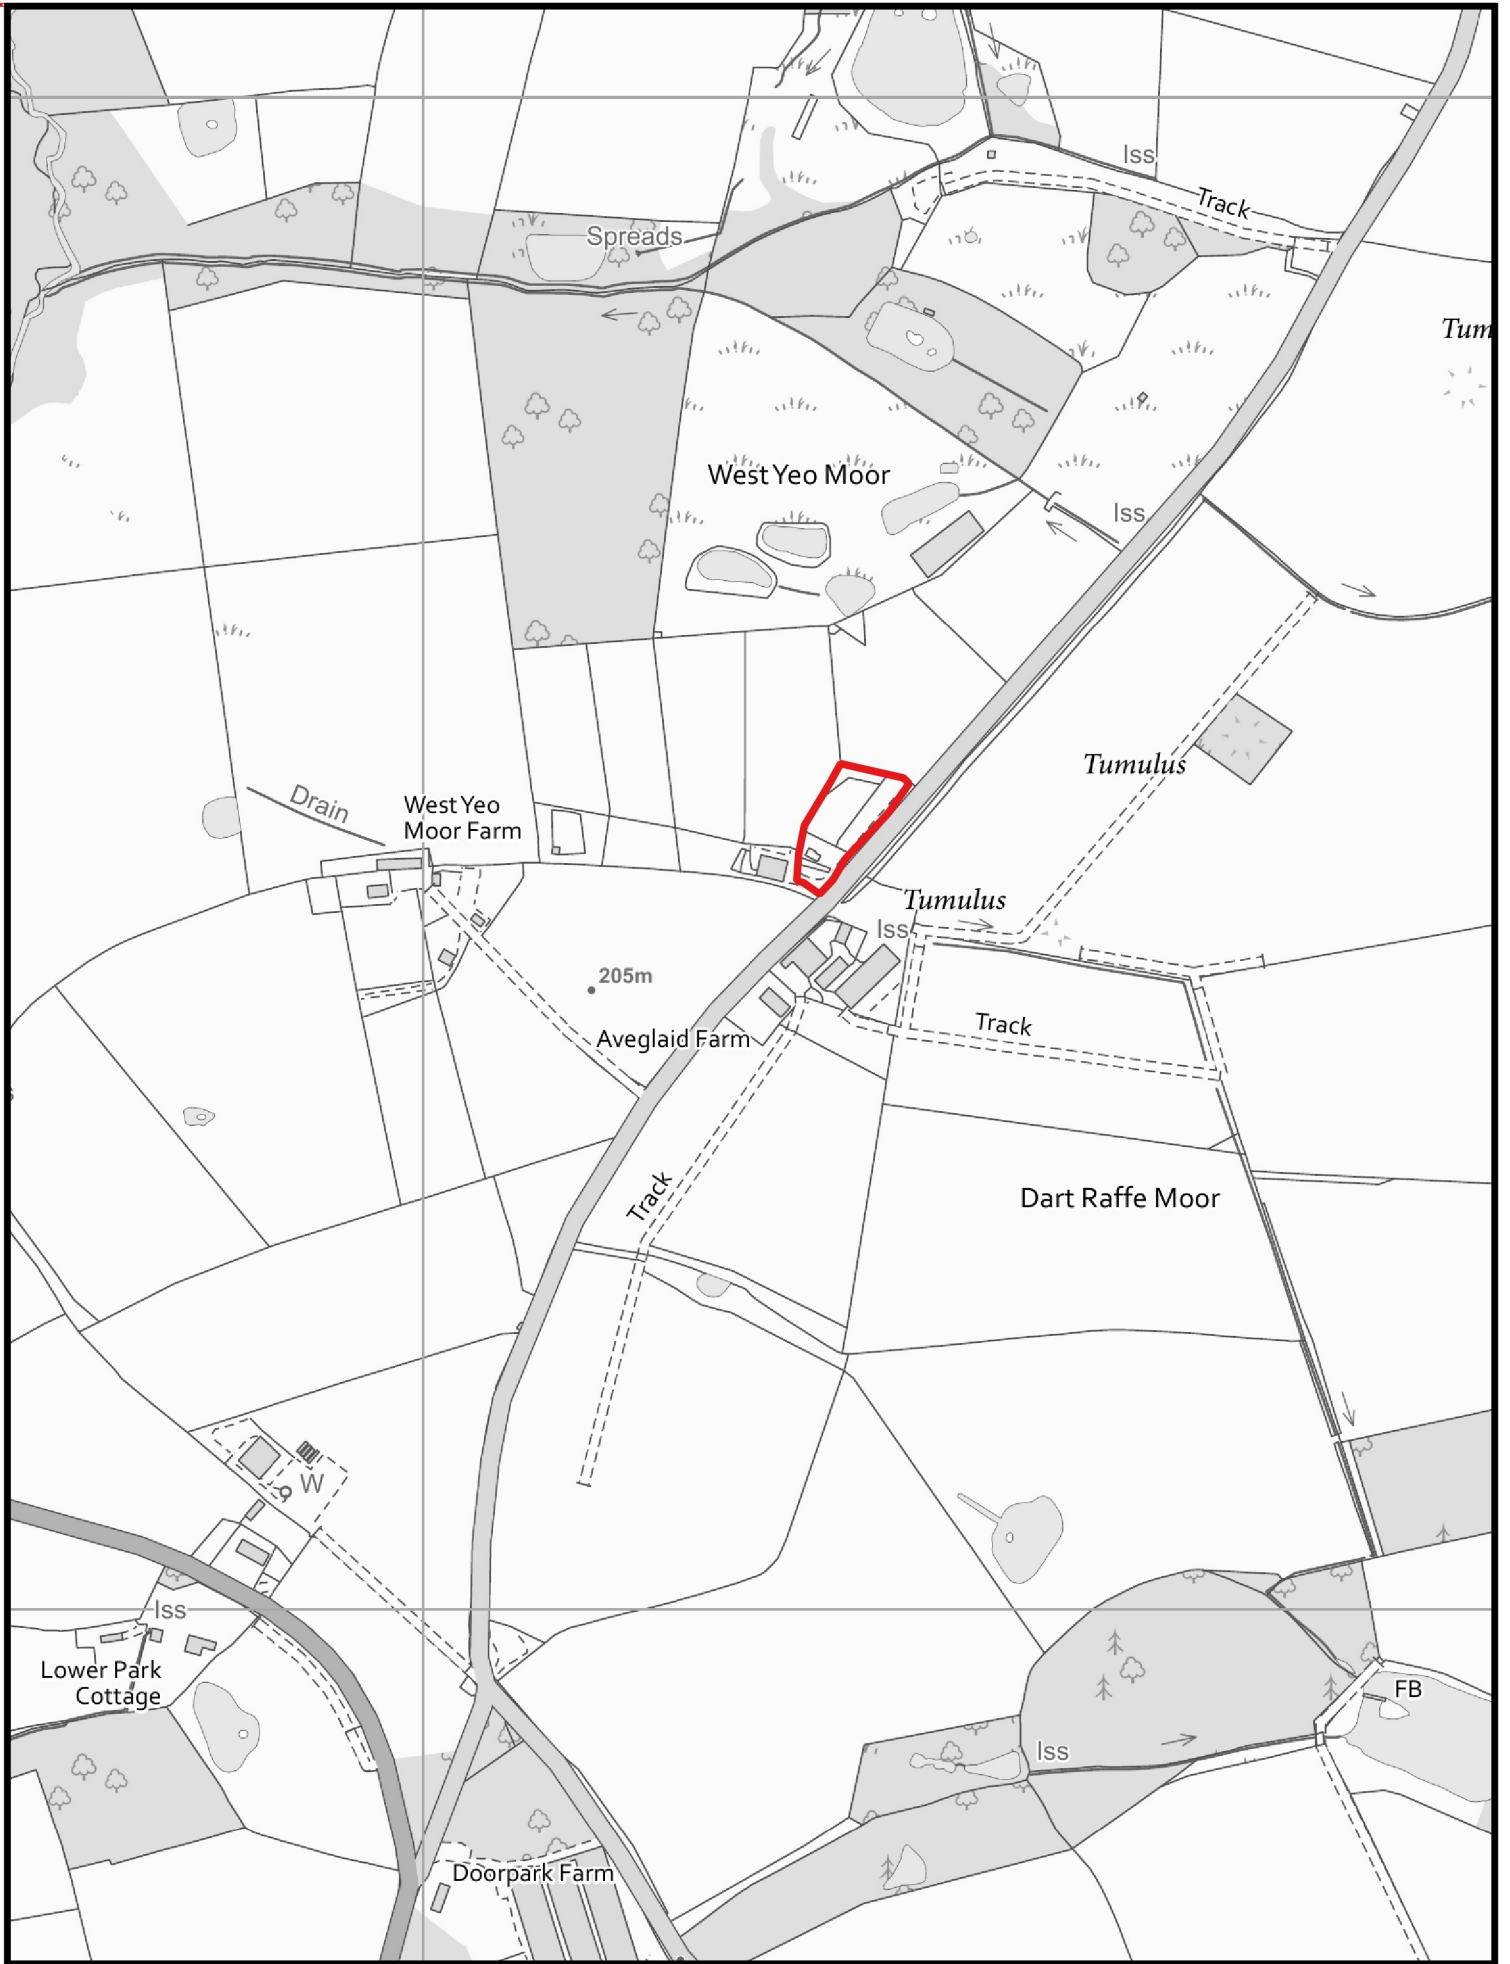 Iss
Track
Spreads
Tum
West Yeo Moor
Iss
Tumulus
Drain
West Yeo
Moor Farm
Tumulus
Iss
205m
Track
Aveglaid Farm
Track
Dart Raffe Moor
W
Iss
Lower Park
Cottage
FB
Iss
Doorpark Farm